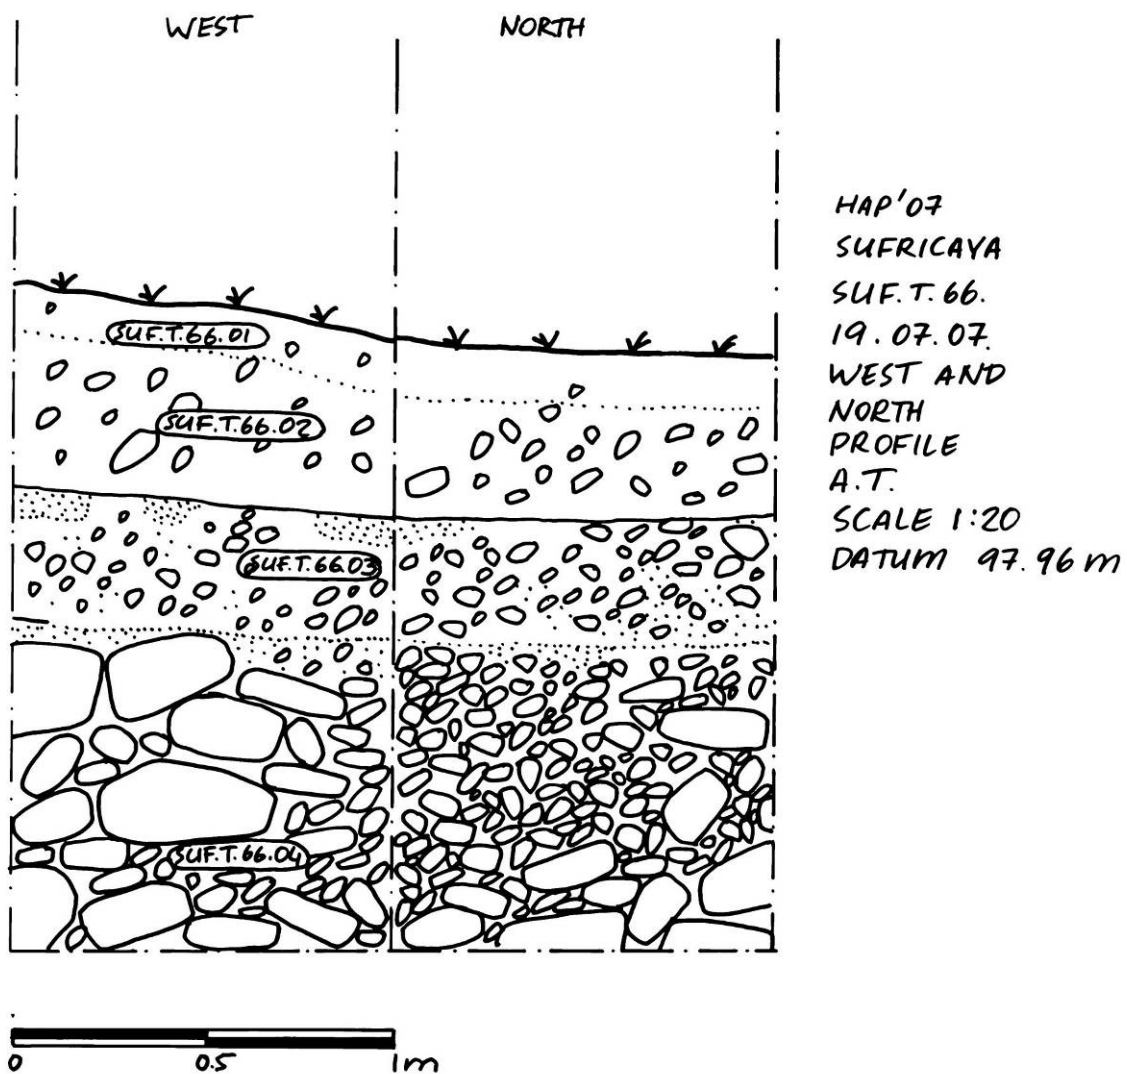 WEST NORTH
HAP'07
SUFRICAYA
SUF.T.66.
19.07.07.
WEST AND
NORTH
PROFILE
A.T.
SCALE 1:20
DATUM 97.96 m
SUF.T.66.01
SUF.T.66.02
SUF.T.66.03
SUF.T.66.04
0 0.5 1m